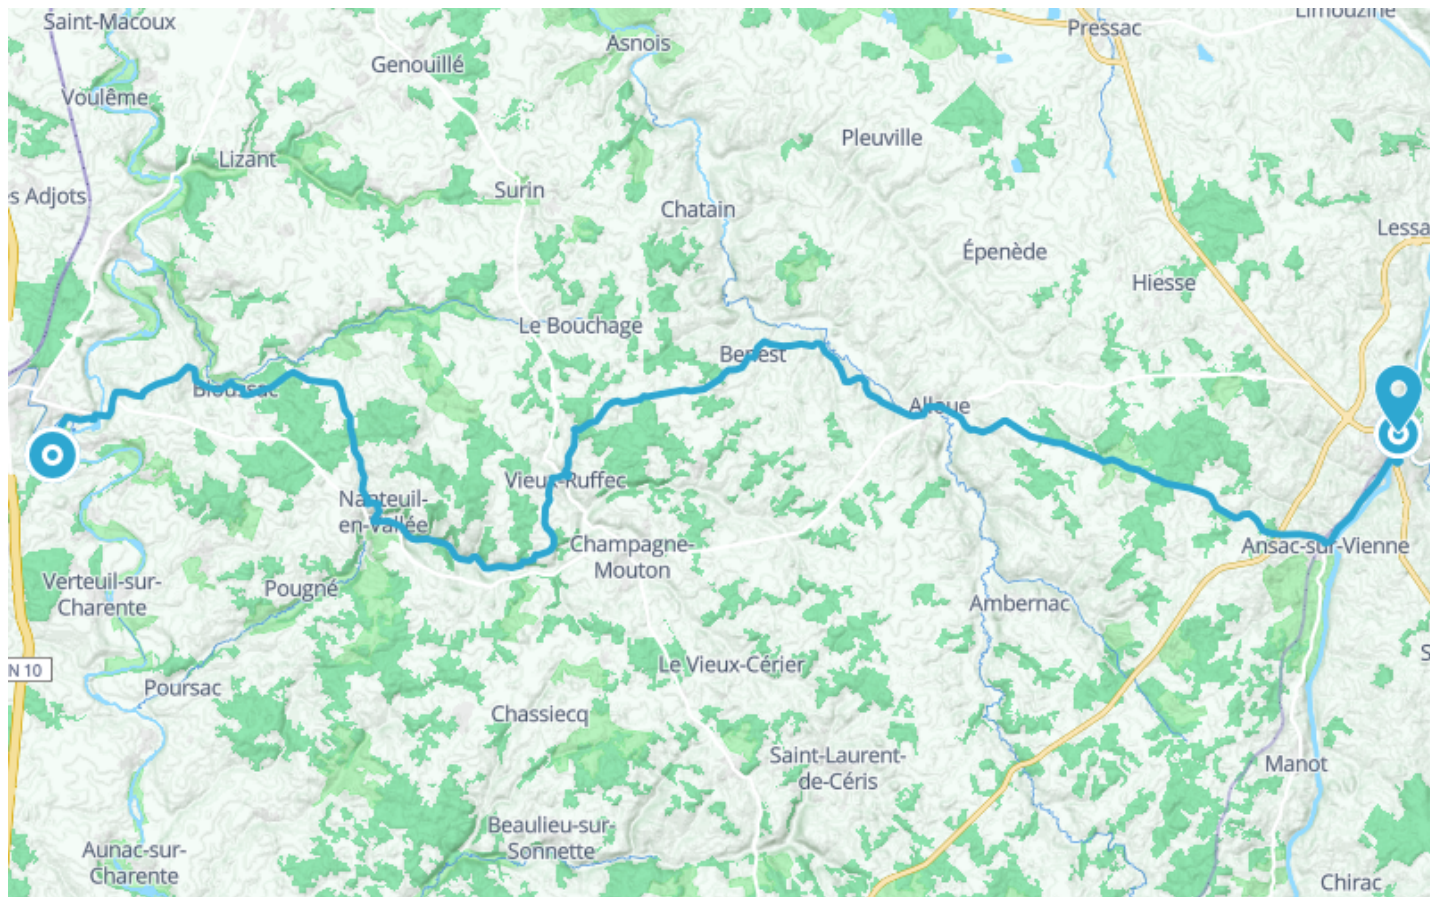 Saint-Macoux
Limouzine
Pressac
Asnois
Genouillé
Voulême
Pleuville
Lizant
Surin
s Adjots
Chatain
Lessa
Épenède
Hiesse
Le Bouchage
Benest
Bioussac
Alloue
Vieux-Ruffec
Nanteuil-
en-Vallée
Champagne-
Mouton
Ansac-sur-Vienne
Verteuil-sur-
Charente
Pougné
Ambernac
N 10
Le Vieux-Cérier
S
Poursac
Chassiecq
Saint-Laurent-
de-Céris
Manot
Beaulieu-sur-
Sonnette
Aunac-sur-
Charente
Chirac